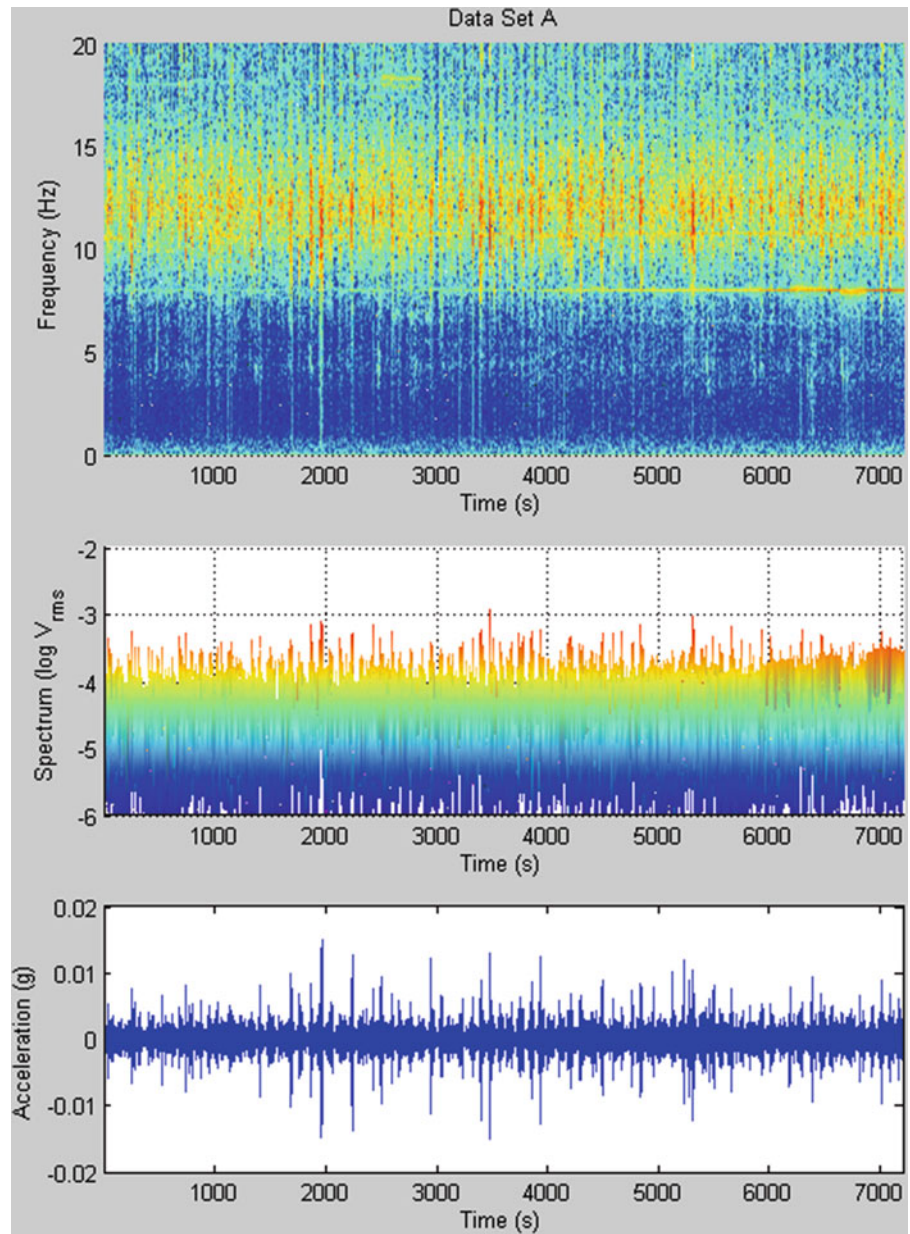 Data Set A
20
15
10
5
0
Frequency (Hz)
1000 2000 3000 4000 5000 6000 7000
Time (s)
-2
-3
-4
-5
-6
Spectrum (log Vrms
1000 2000 3000 4000 5000 6000 7000
Time (s)
0.02
0.01
0
-0.01
-0.02
Acceleration (g)
1000 2000 3000 4000 5000 6000 7000
Time (s)